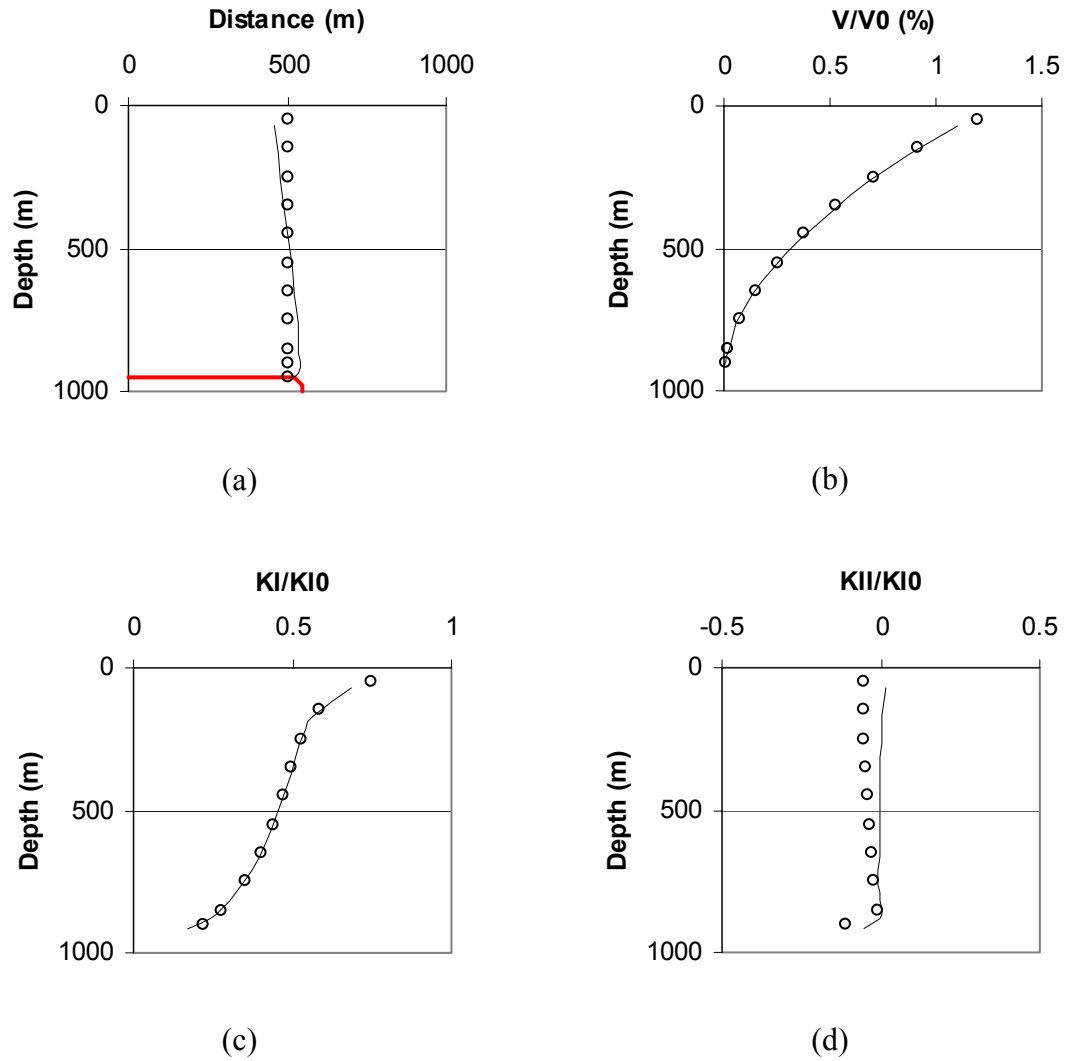 Distance (m)
0 500 1000
0
500
1000
Depth (m)
(a)
V/V0 (%)
0 0.5 1 1.5
0
500
1000
Depth (m)
(b)
KI/KI0
0 0.5 1
0
500
1000
Depth (m)
(c)
KII/KI0
-0.5 0 0.5
0
500
1000
Depth (m)
(d)